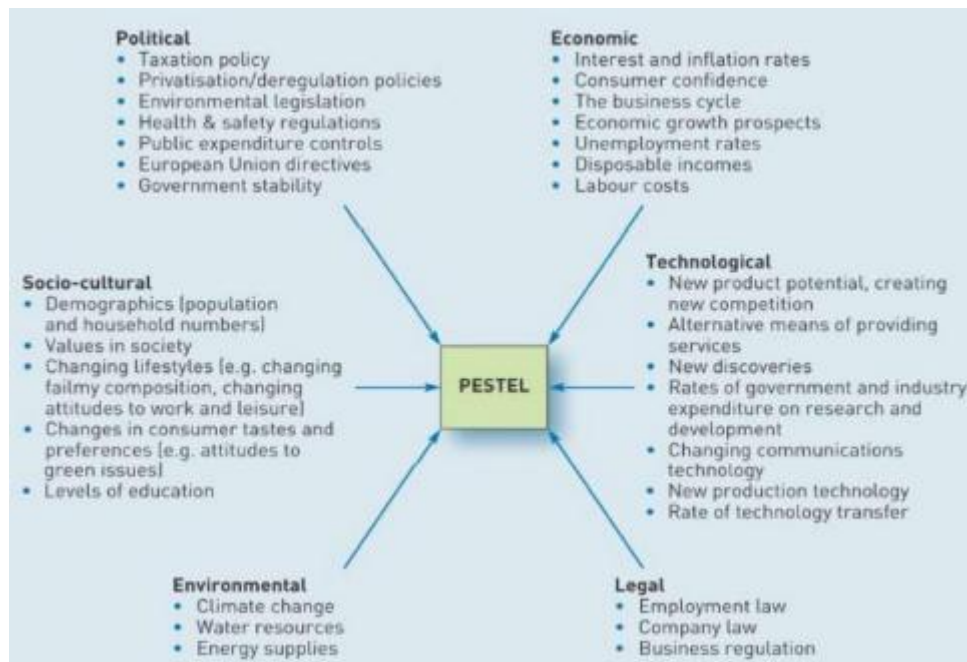 Political
• Taxation policy
• Privatisation/deregulation policies
• Environmental legislation
• Health & safety regulations
• Public expenditure controls
• European Union directives
• Government stability
Economic
• Interest and inflation rates
• Consumer confidence
• The business cycle
• Economic growth prospects
• Unemployment rates
• Disposable incomes
• Labour costs
Socio-cultural
• Demographics (population
and household numbers)
• Values in society
• Changing lifestyles (e.g. changing
failmy composition, changing
attitudes to work and leisure)
• Changes in consumer tastes and
preferences (e.g. attitudes to
green issues)
• Levels of education
PESTEL
Technological
• New product potential, creating
new competition
• Alternative means of providing
services
• New discoveries
• Rates of government and industry
expenditure on research and
development
• Changing communications
technology
• New production technology
• Rate of technology transfer
Environmental
• Climate change
• Water resources
• Energy supplies
Legal
• Employment law
• Company law
• Business regulation